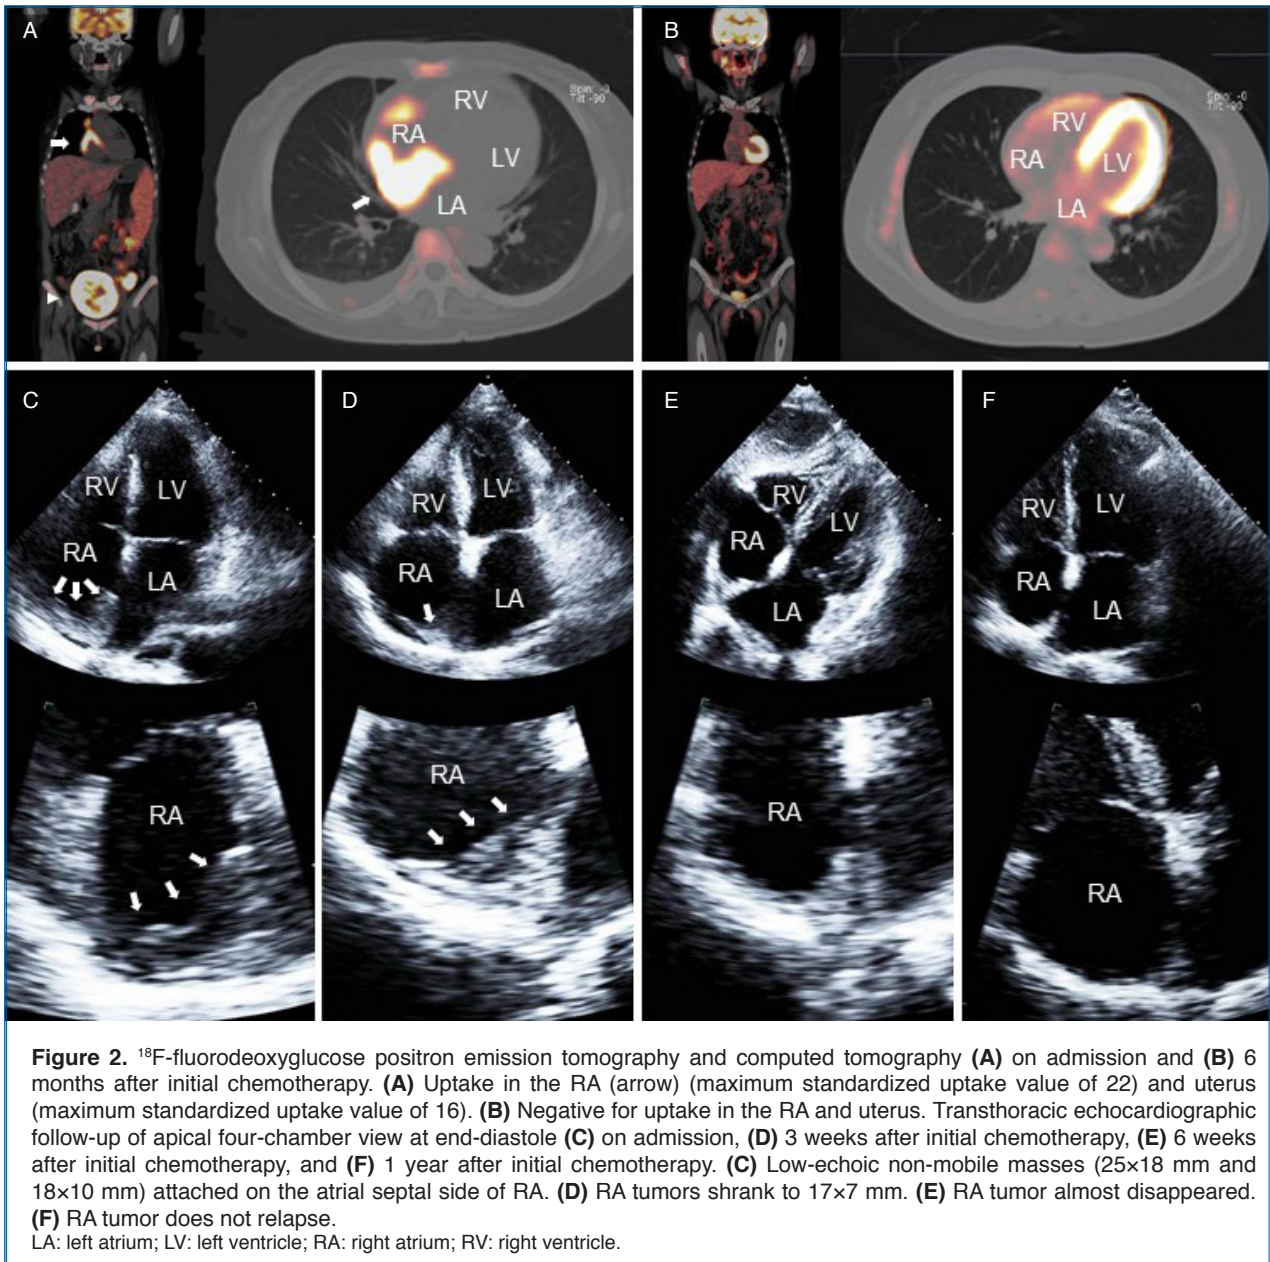 A
RV
RA
LV
LA
Spin: -0
Tilt -90
B
RV
RA
LV
LA
Spin: -0
Tilt -90
C
RV
LV
RA
LA
RA
D
RV
LV
RA
LA
RA
E
RV
LV
RA
LA
RA
F
RV
LV
RA
LA
RA
Figure 2. ¹⁸F-fluorodeoxyglucose positron emission tomography and computed tomography (A) on admission and (B) 6
months after initial chemotherapy. (A) Uptake in the RA (arrow) (maximum standardized uptake value of 22) and uterus
(maximum standardized uptake value of 16). (B) Negative for uptake in the RA and uterus. Transthoracic echocardiographic
follow-up of apical four-chamber view at end-diastole (C) on admission, (D) 3 weeks after initial chemotherapy, (E) 6 weeks
after initial chemotherapy, and (F) 1 year after initial chemotherapy. (C) Low-echoic non-mobile masses (25×18 mm and
18×10 mm) attached on the atrial septal side of RA. (D) RA tumors shrank to 17×7 mm. (E) RA tumor almost disappeared.
(F) RA tumor does not relapse.
LA: left atrium; LV: left ventricle; RA: right atrium; RV: right ventricle.